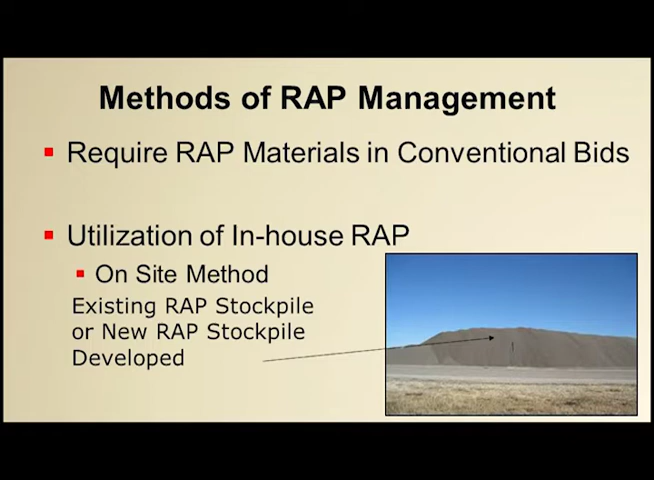 Methods of RAP Management
Require RAP Materials in Conventional Bids
Utilization of In-house RAP
On Site Method
Existing RAP Stockpile
or New RAP Stockpile
Developed